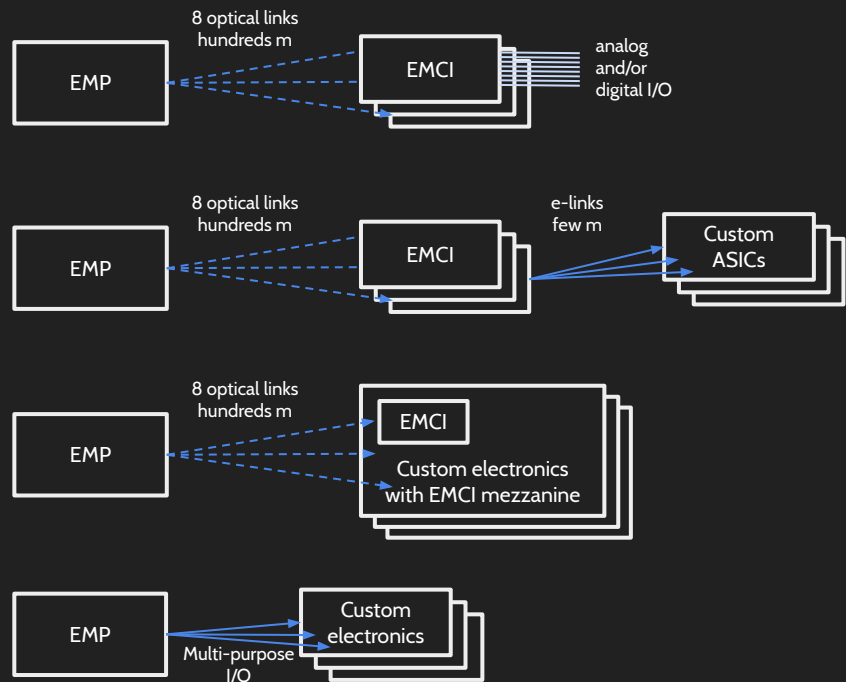 8 optical links
hundreds m
EMP
EMCI
analog
and/or
digital I/O
8 optical links
hundreds m
e-links
few m
EMP
EMCI
Custom
ASICs
8 optical links
hundreds m
EMP
EMCI
Custom electronics
with EMCI mezzanine
EMP
Multi-purpose
I/O
Custom
electronics